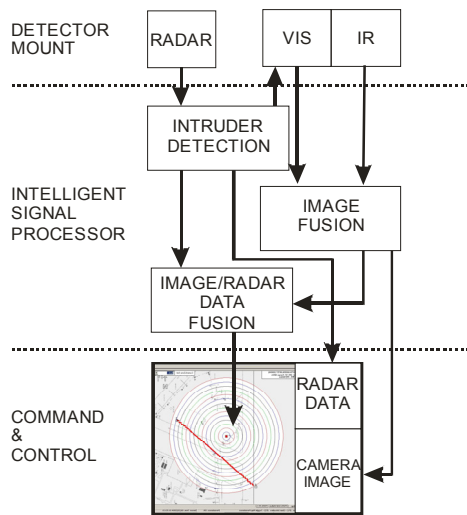 DETECTOR
MOUNT
RADAR
VIS
IR
INTRUDER
DETECTION
INTELLIGENT
SIGNAL
PROCESSOR
IMAGE
FUSION
IMAGE/RADAR
DATA
FUSION
COMMAND
&
CONTROL
RADAR
DATA
CAMERA
IMAGE